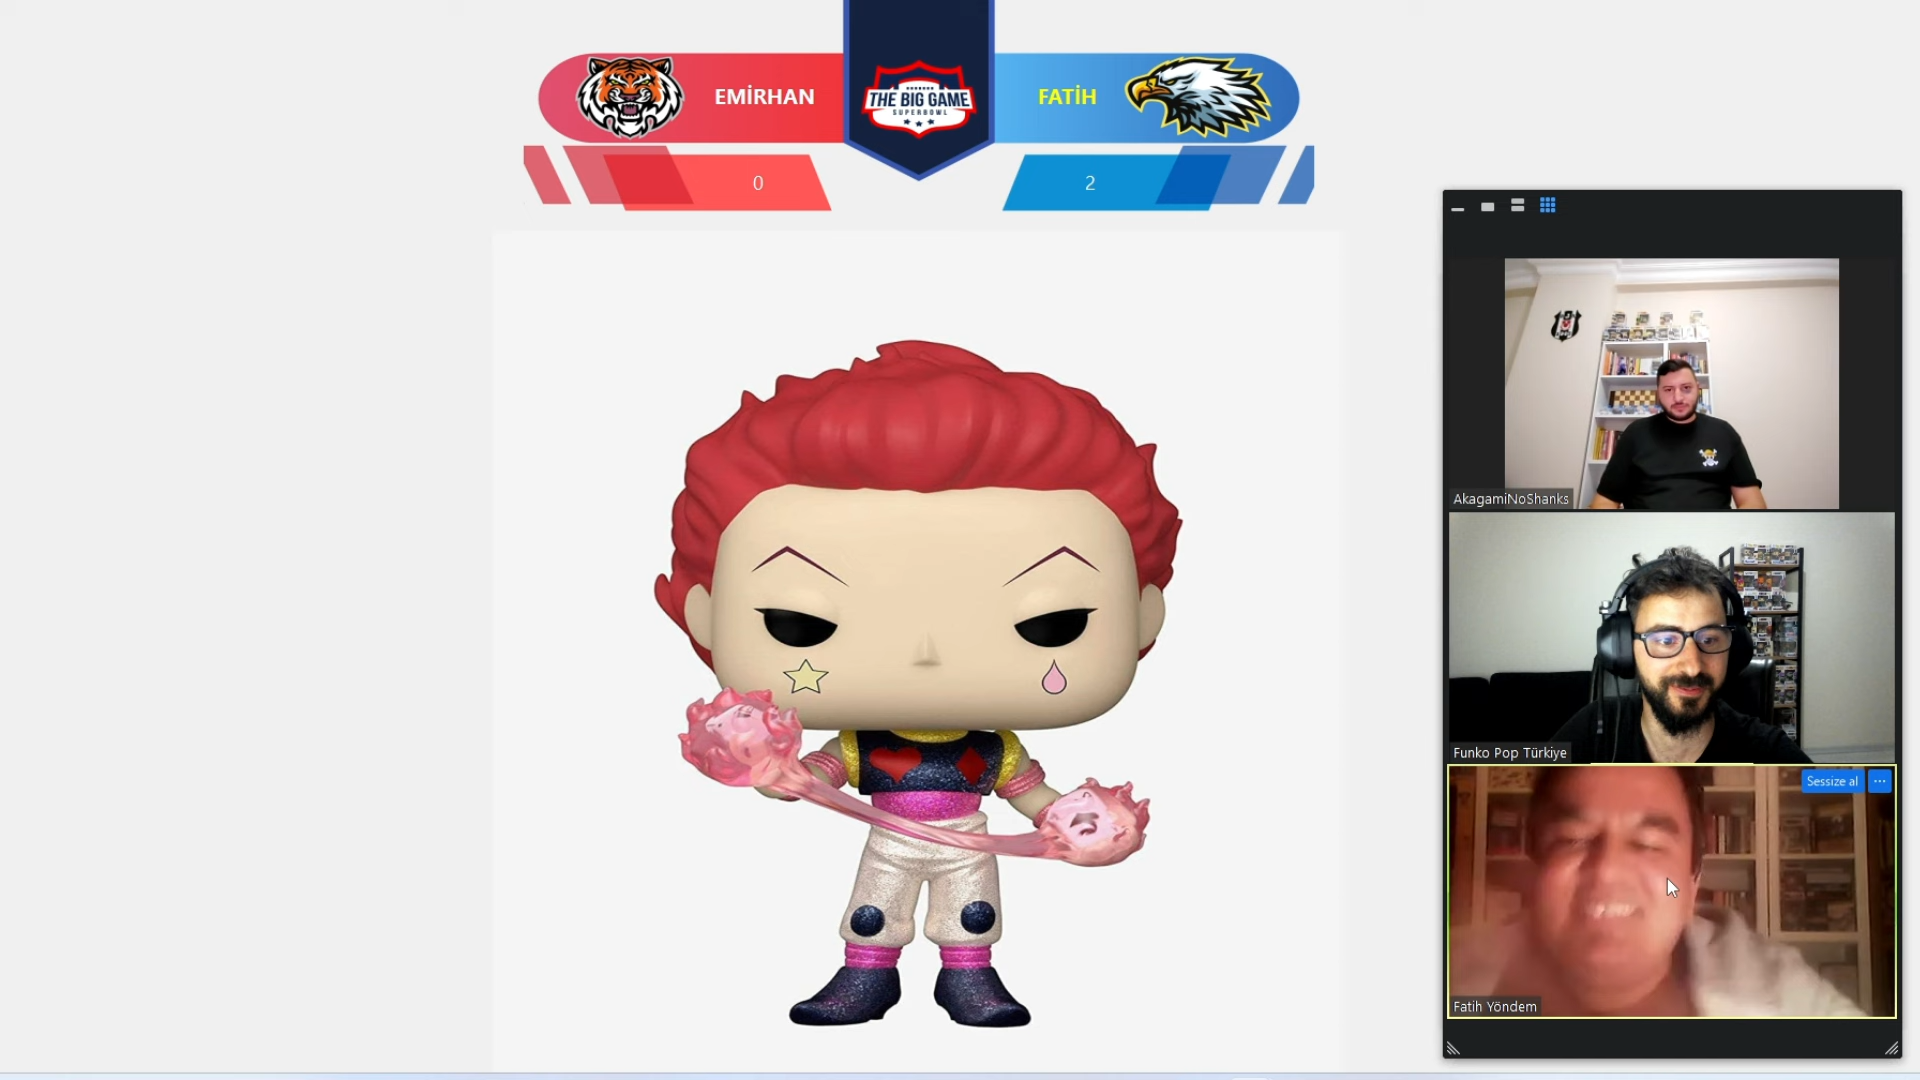 EMİRHAN
THE BIG GAME
SUPERBOWL
FATİH
0
2
AkagamiNoShanks
Funko Pop Türkiye
Sessize al
Fatih Yöndem